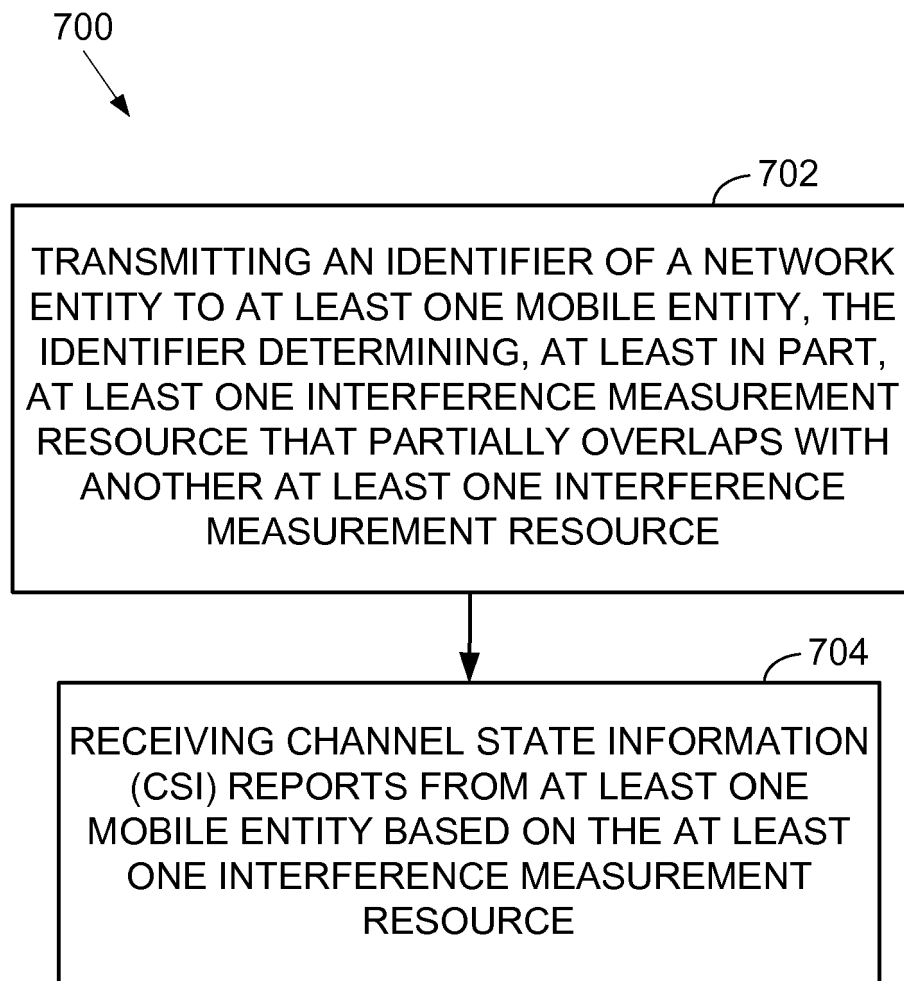 700
702
TRANSMITTING AN IDENTIFIER OF A NETWORK
ENTITY TO AT LEAST ONE MOBILE ENTITY, THE
IDENTIFIER DETERMINING, AT LEAST IN PART,
AT LEAST ONE INTERFERENCE MEASUREMENT
RESOURCE THAT PARTIALLY OVERLAPS WITH
ANOTHER AT LEAST ONE INTERFERENCE
MEASUREMENT RESOURCE
704
RECEIVING CHANNEL STATE INFORMATION
(CSI) REPORTS FROM AT LEAST ONE
MOBILE ENTITY BASED ON THE AT LEAST
ONE INTERFERENCE MEASUREMENT
RESOURCE